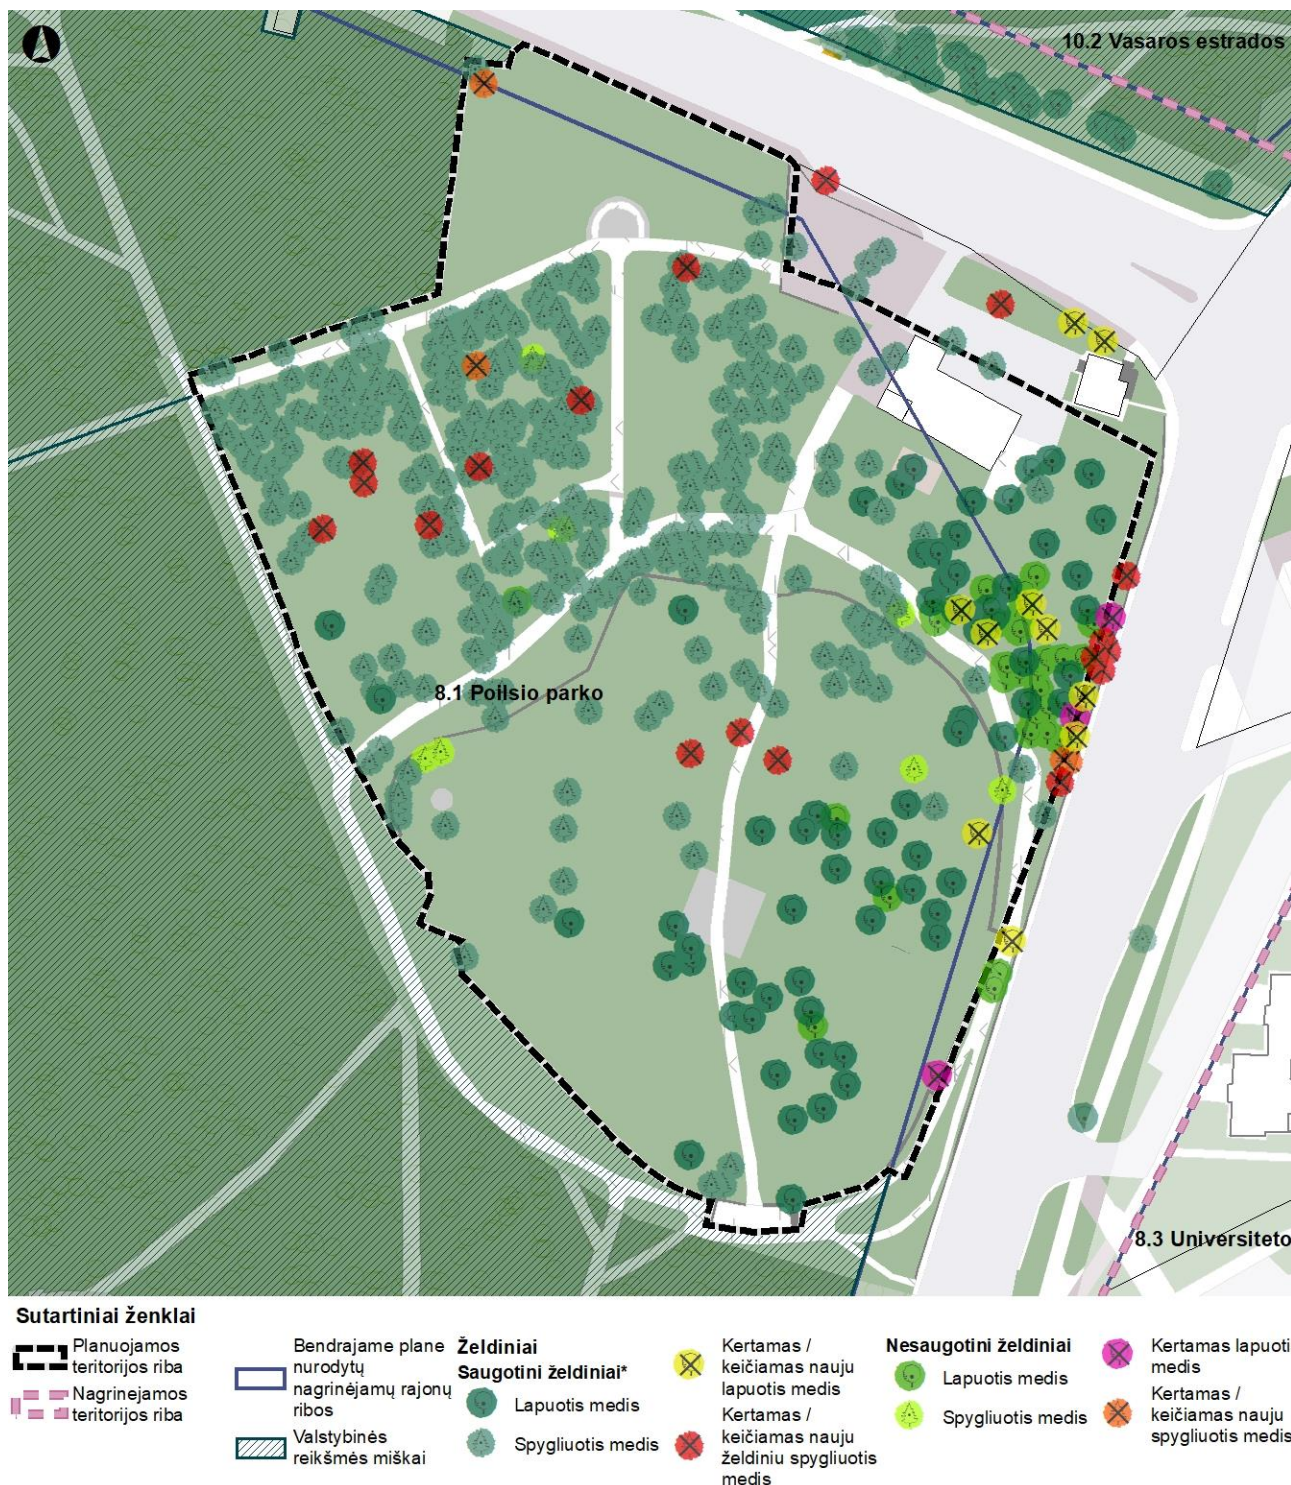 10.2 Vasaros estrados
8.1 Poilsio parko
8.3 Universiteto
Sutartiniai ženklai
Planuojamos
teritorijos riba
Nagrinėjamos
teritorijos riba
Bendrajame plane
nurodytų
nagrinėjamų rajonų
ribos
Valstybinės
reikšmės miškai
Želdiniai
Saugotini želdiniai*
Lapuotis medis
Spygliuotis medis
Kertamas /
keičiamas nauju
lapuotis medis
Kertamas /
keičiamas nauju
želdiniu spygliuotis
medis
Nesaugotini želdiniai
Lapuotis medis
Spygliuotis medis
Kertamas lapuoti
medis
Kertamas /
keičiamas nauju
spygliuotis medis